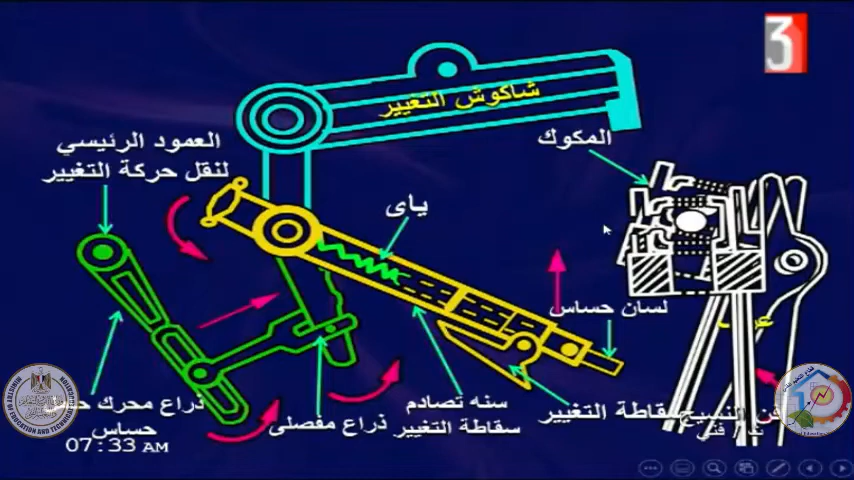 3
شاكوش التغيير
المكوك
العمود الرئيسي
لنقل حركة التغيير
ياى
لسان حساس
ذراع محرك
حساس
ذراع مفصلى
سنه تصادم
سقاطة التغيير
سقاطة التغيير
07:33 AM